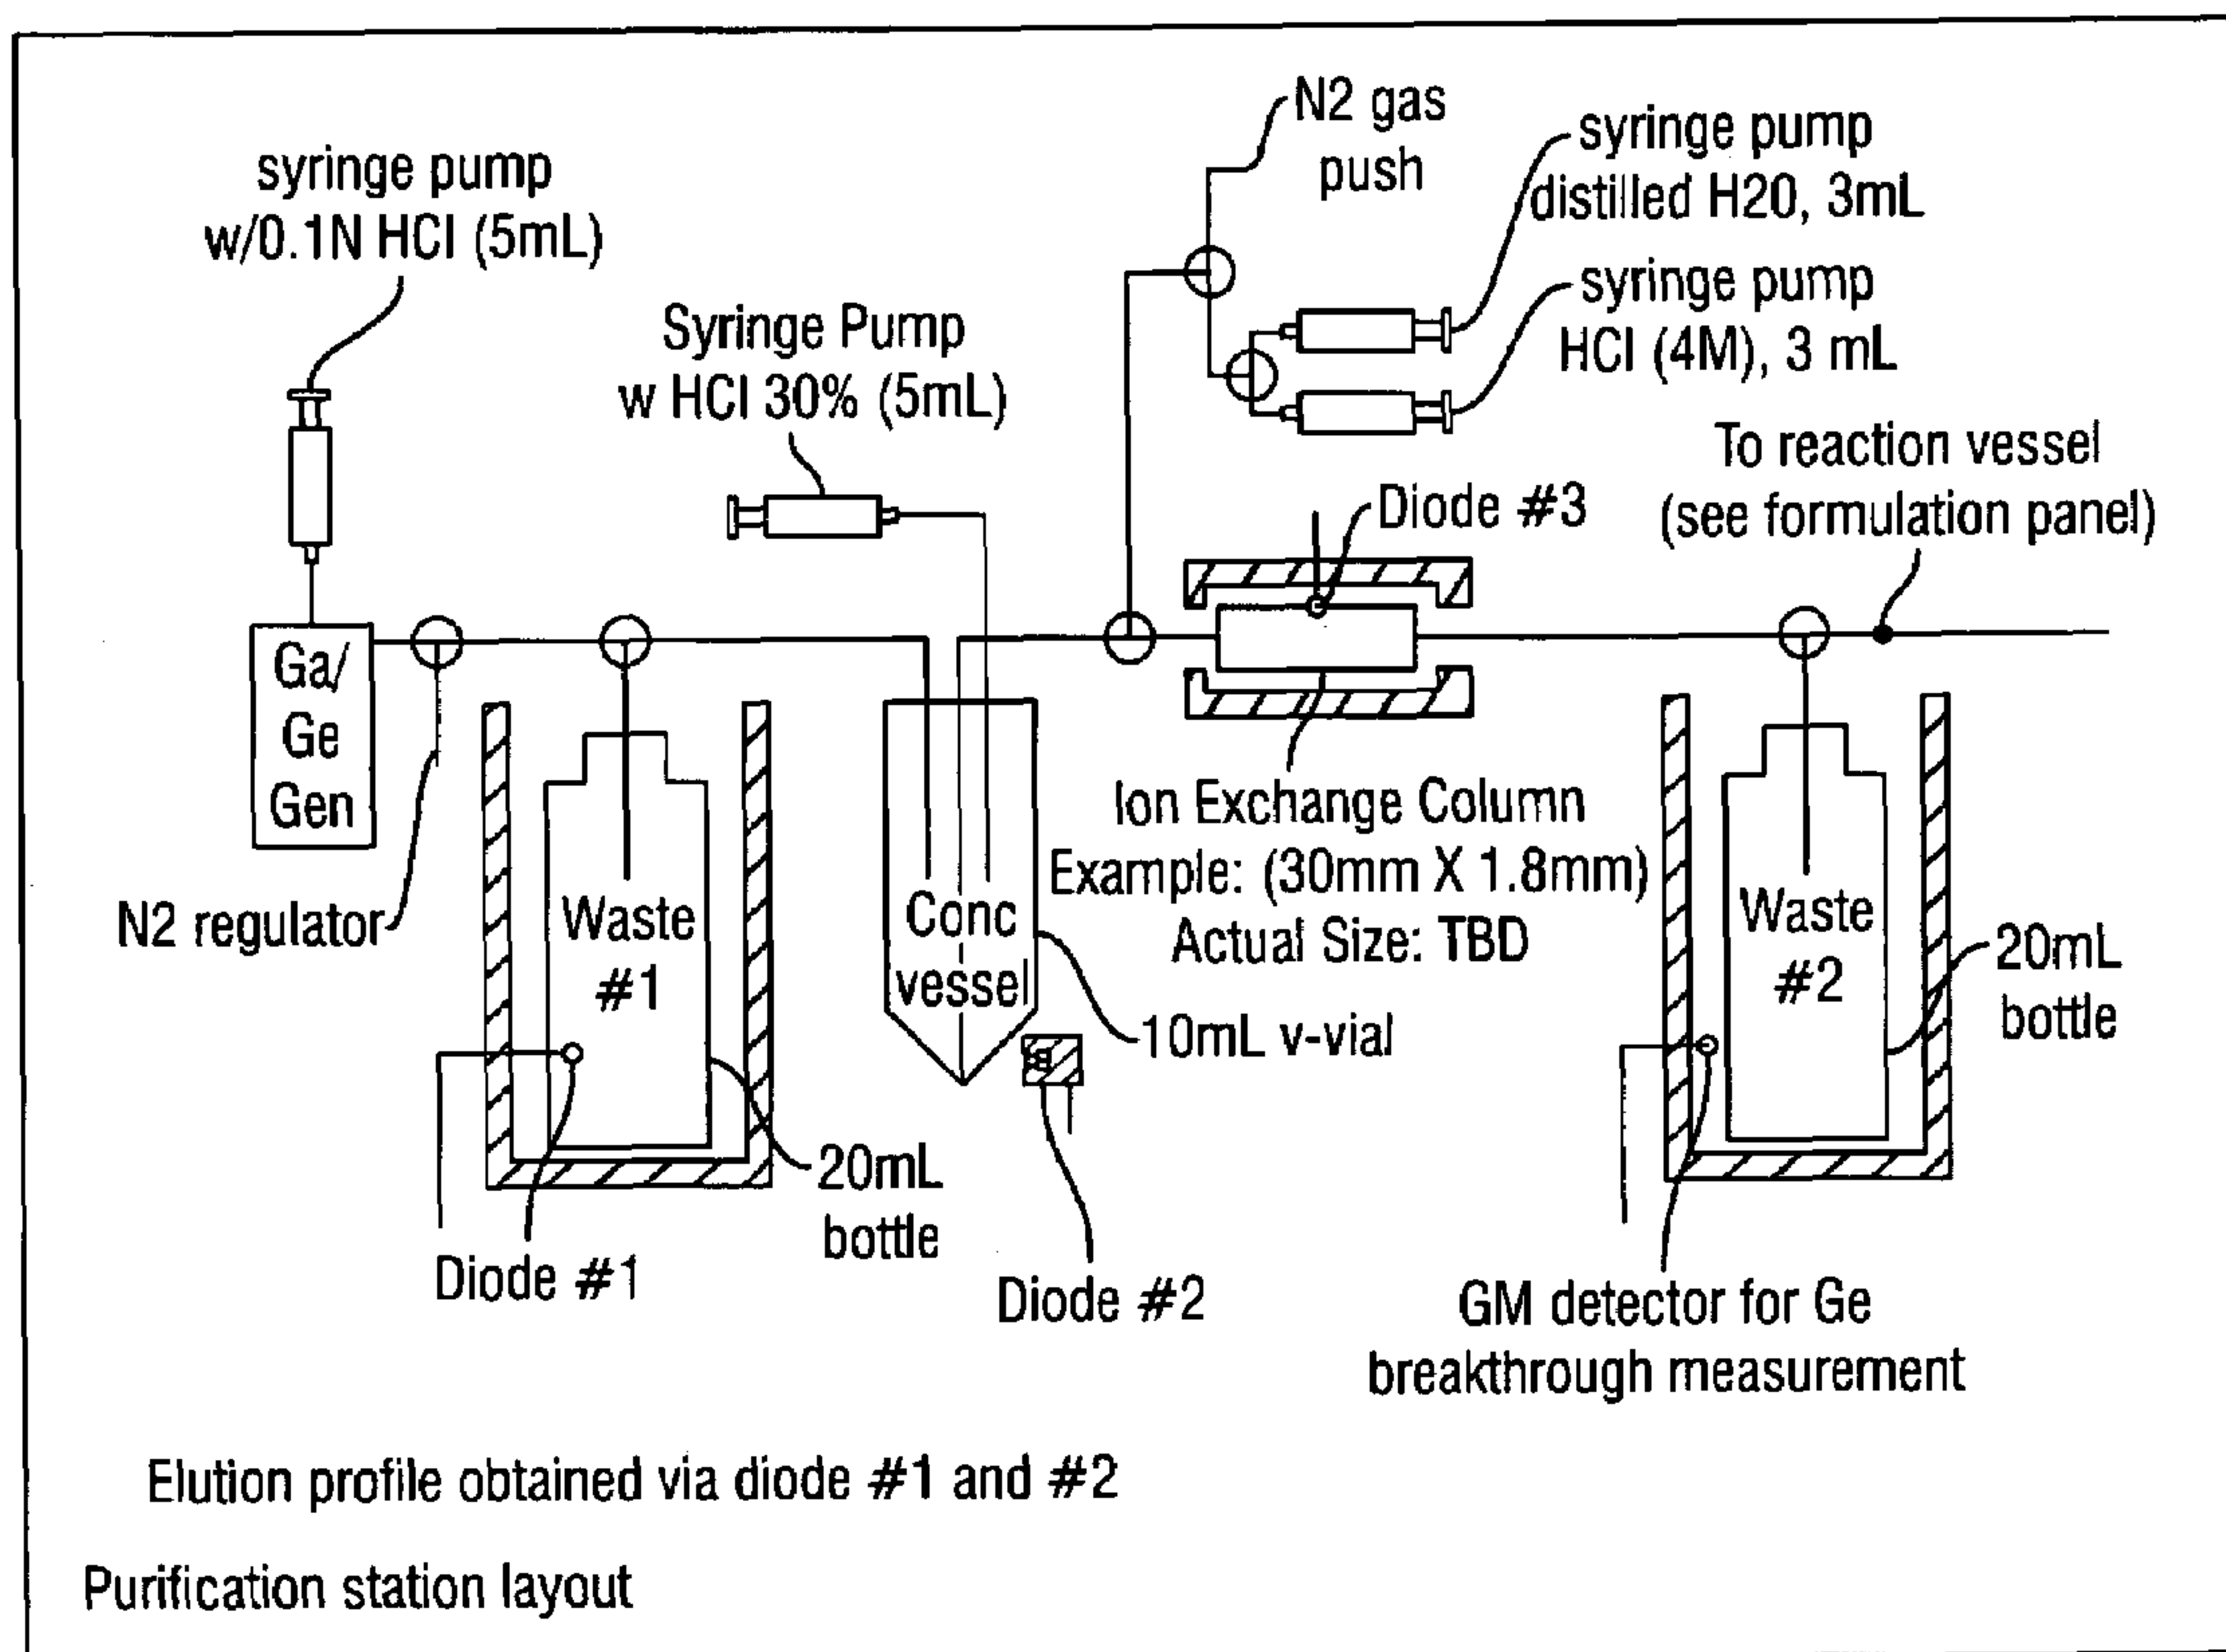 syringe pump
w/0.1N HCl (5mL)
Syringe Pump
w HCl 30% (5mL)
N2 gas
push
syringe pump
distilled H20, 3mL
syringe pump
HCl (4M), 3 mL
To reaction vessel
(see formulation panel)
Diode #3
Ga/
Ge
Gen
N2 regulator
Waste
#1
Conc
vessel
Ion Exchange Column
Example: (30mm X 1.8mm)
Actual Size: TBD
10mL v-vial
Waste
#2
20mL
bottle
20mL
bottle
Diode #1
Diode #2
GM detector for Ge
breakthrough measurement
Elution profile obtained via diode #1 and #2
Purification station layout